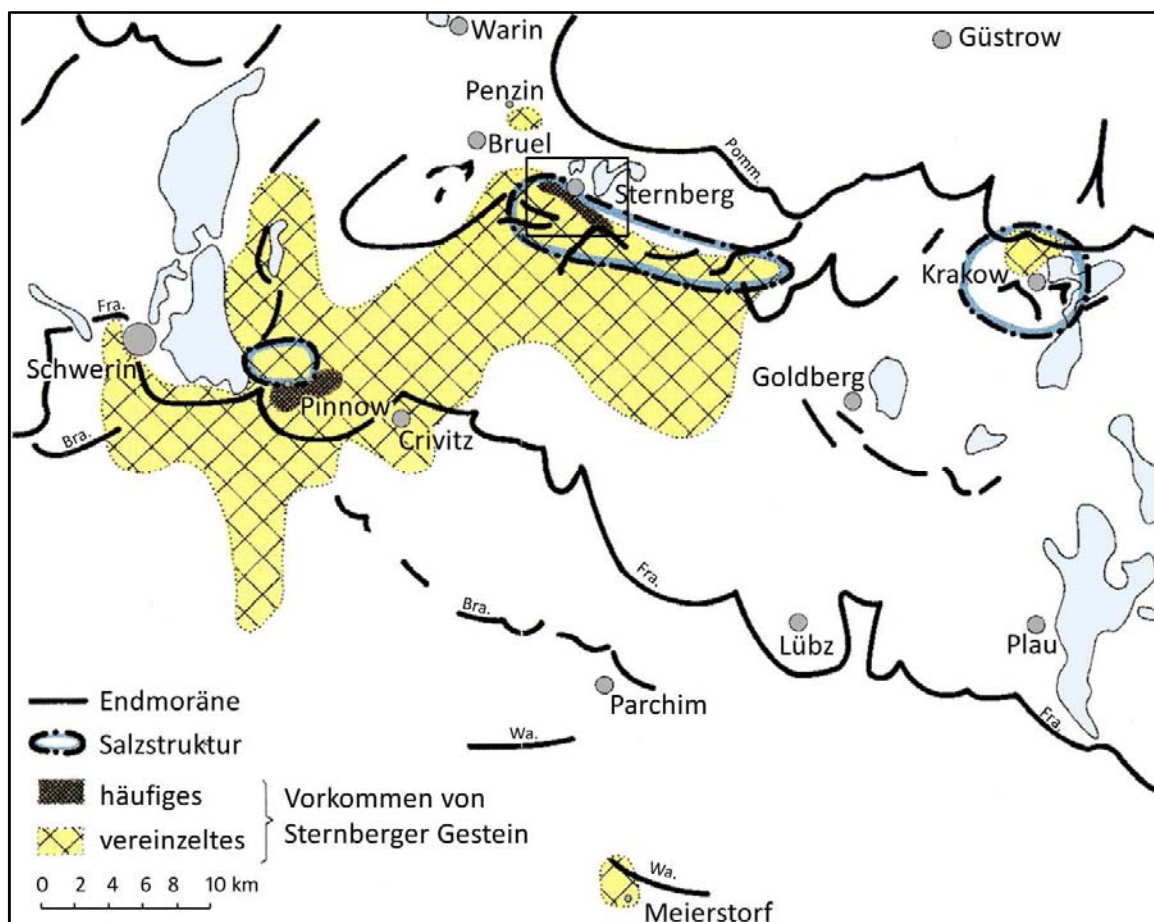 Warin
Güstrow
Penzin
Bruel
Pomm.
Sternberg
Krakow
Fra.
Schwerin
Goldberg
Pinnow
Crivitz
Bra.
Fra.
Bra.
Lübz
Plau
Parchim
Fra.
Wa.
Endmoräne
Salzstruktur
häufiges
vereinzeltes
Vorkommen von
Sternberger Gestein
0 2 4 6 8 10 km
Wa.
Meierstorf